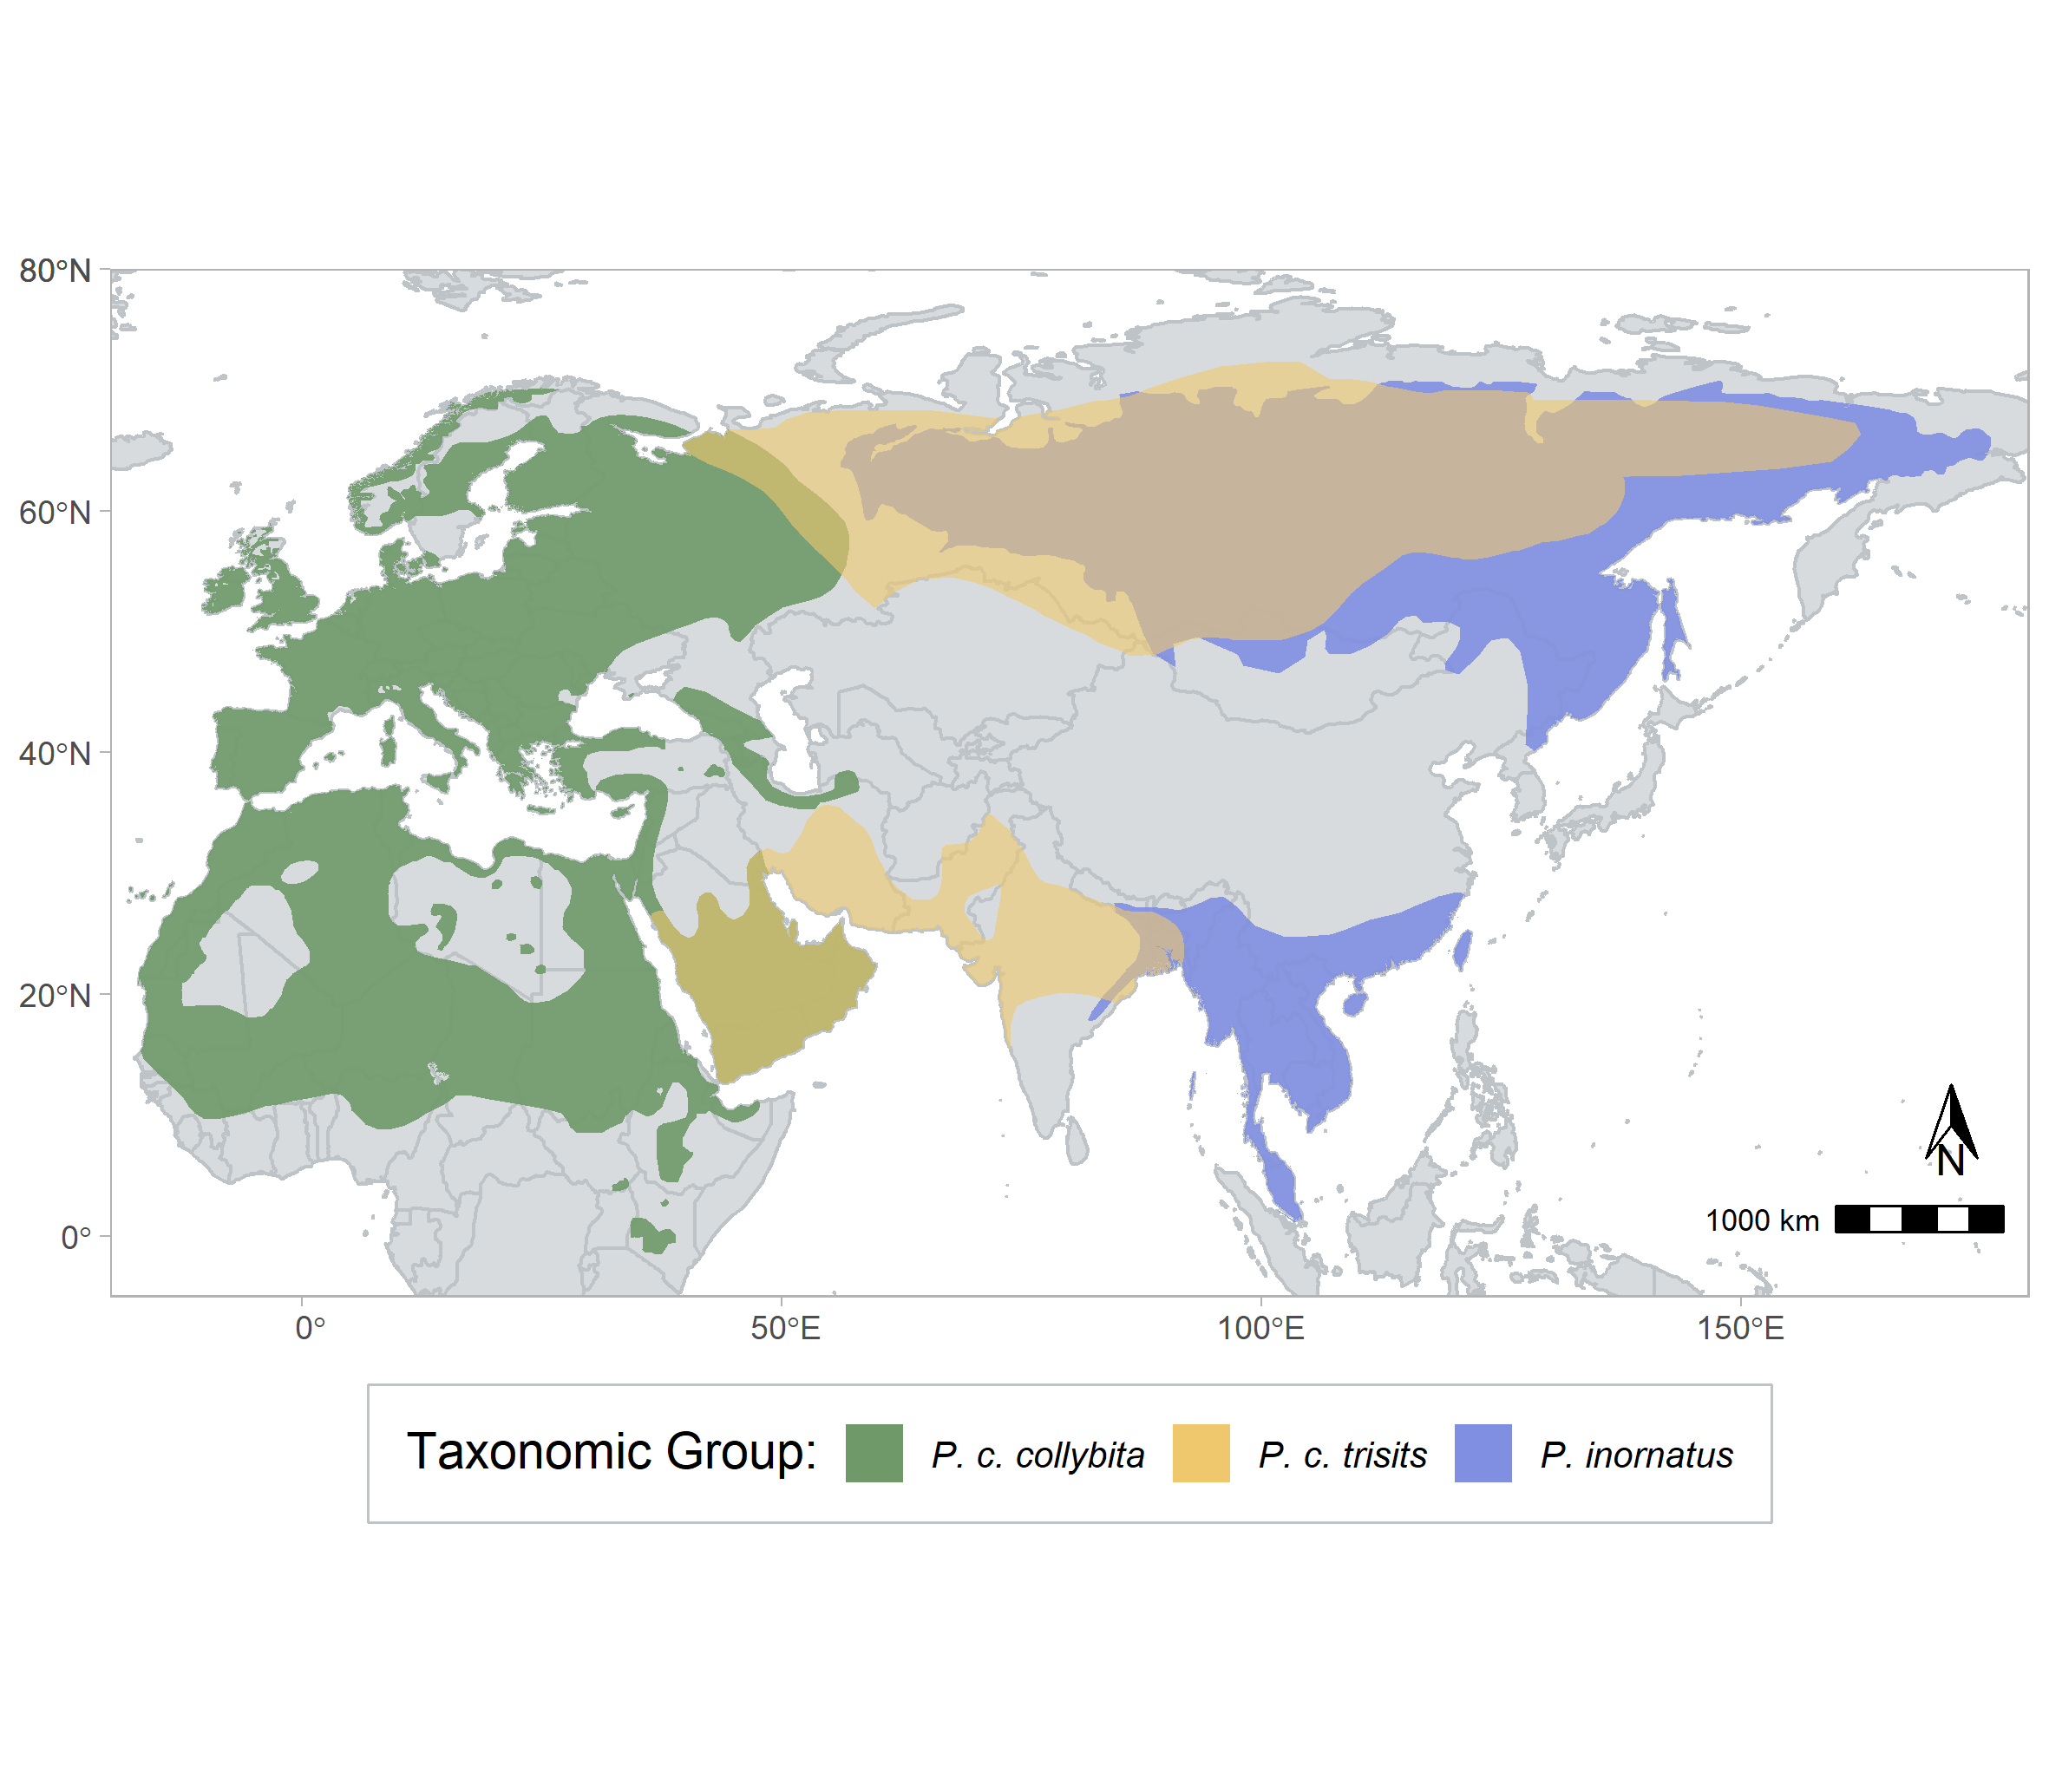 80°N
60°N
40°N
20°N
0°
N
1000 km
0°
50°E
100°E
150°E
Taxonomic Group: P. c. collybita P. c. trisits P. inornatus